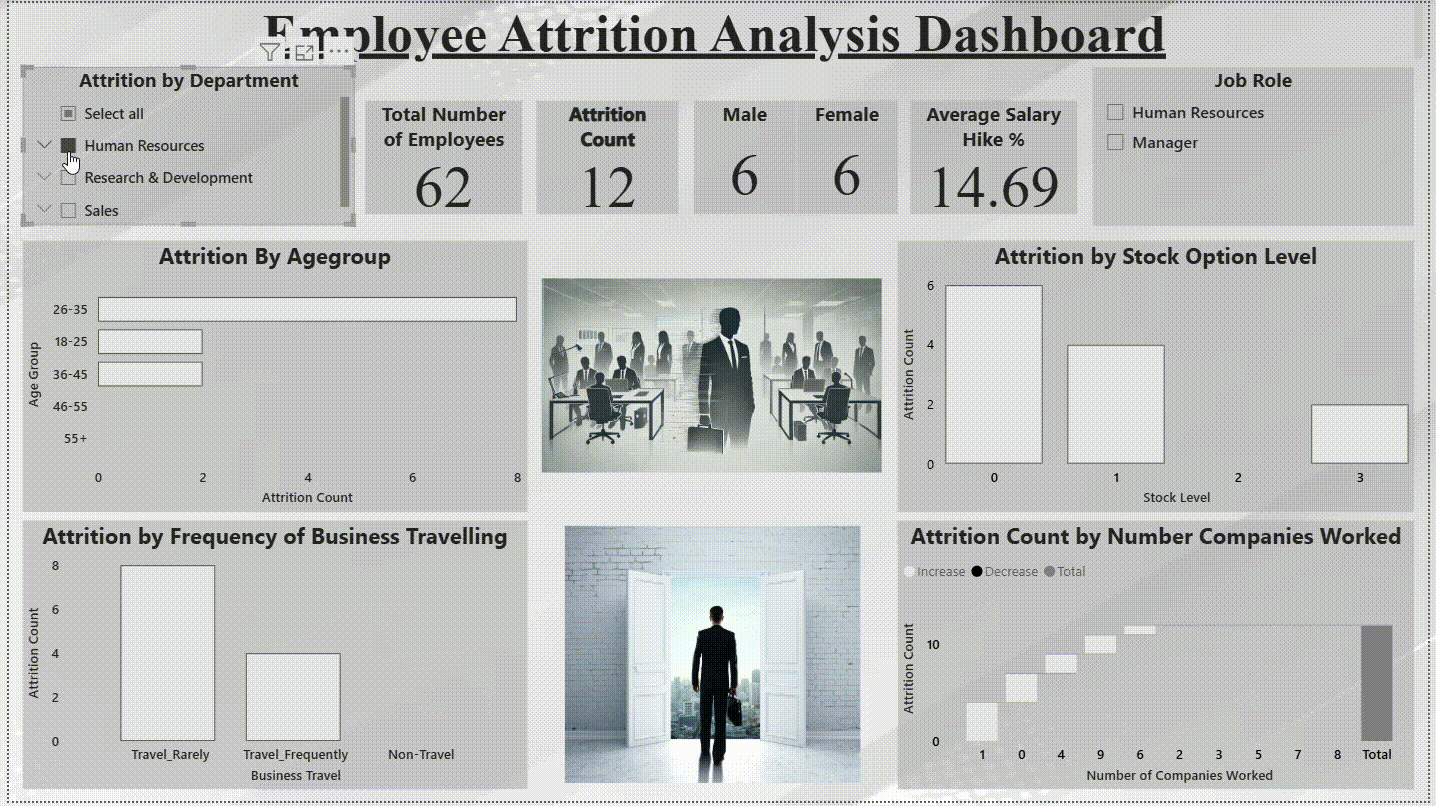 Employee Attrition Analysis Dashboard
Attrition by Department
Select all
Human Resources
Research & Development
Sales
Total Number
of Employees
62
Attrition
Count
12
Male
6
Female
6
Average Salary
Hike %
14.69
Job Role
Human Resources
Manager
Attrition By Agegroup
Age Group
26-35
18-25
36-45
46-55
55+
0 2 4 6 8
Attrition Count
Attrition by Stock Option Level
Attrition Count
6
4
2
0
0 1 2 3
Stock Level
Attrition by Frequency of Business Travelling
Attrition Count
8
6
4
2
0
Travel_Rarely Travel_Frequently Non-Travel
Business Travel
Attrition Count by Number Companies Worked
Increase Decrease Total
Attrition Count
10
0
1 0 4 9 6 2 3 5 7 8 Total
Number of Companies Worked